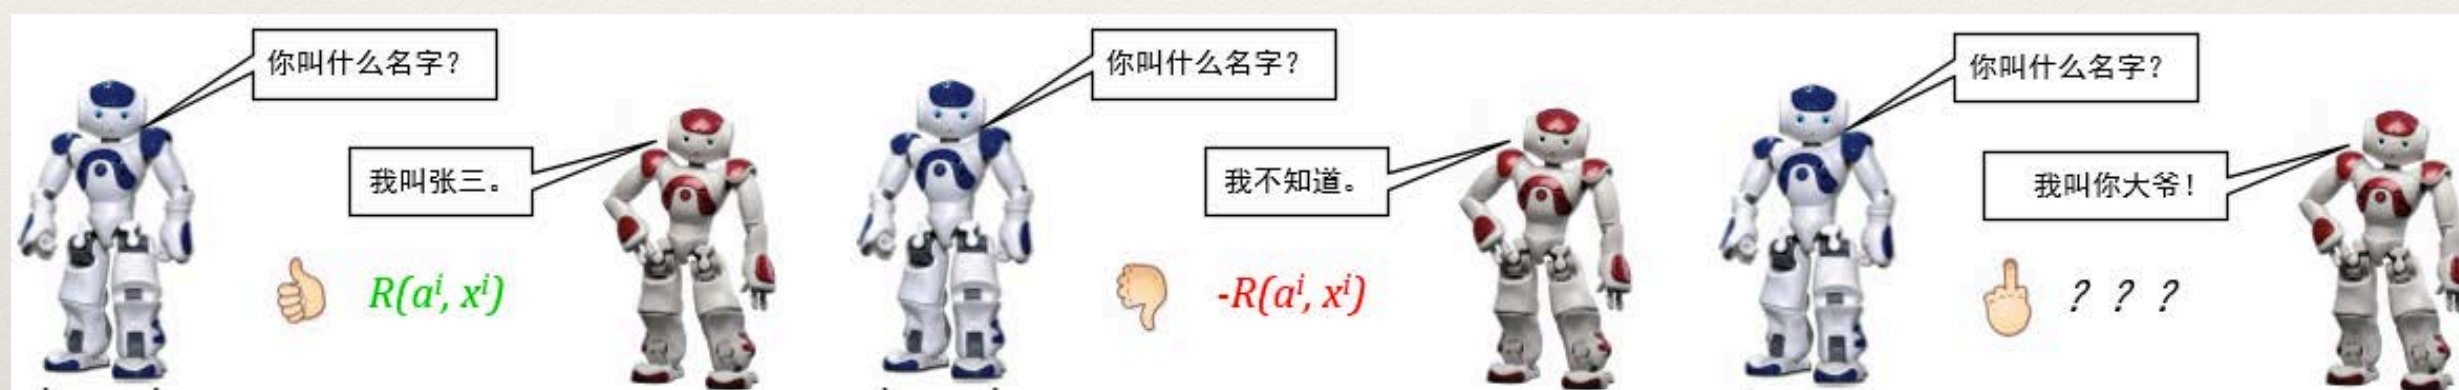 你叫什么名字？
我叫张三。
R(aⁱ, xⁱ)
你叫什么名字？
我不知道。
-R(aⁱ, xⁱ)
你叫什么名字？
我叫你大爷！
？？？